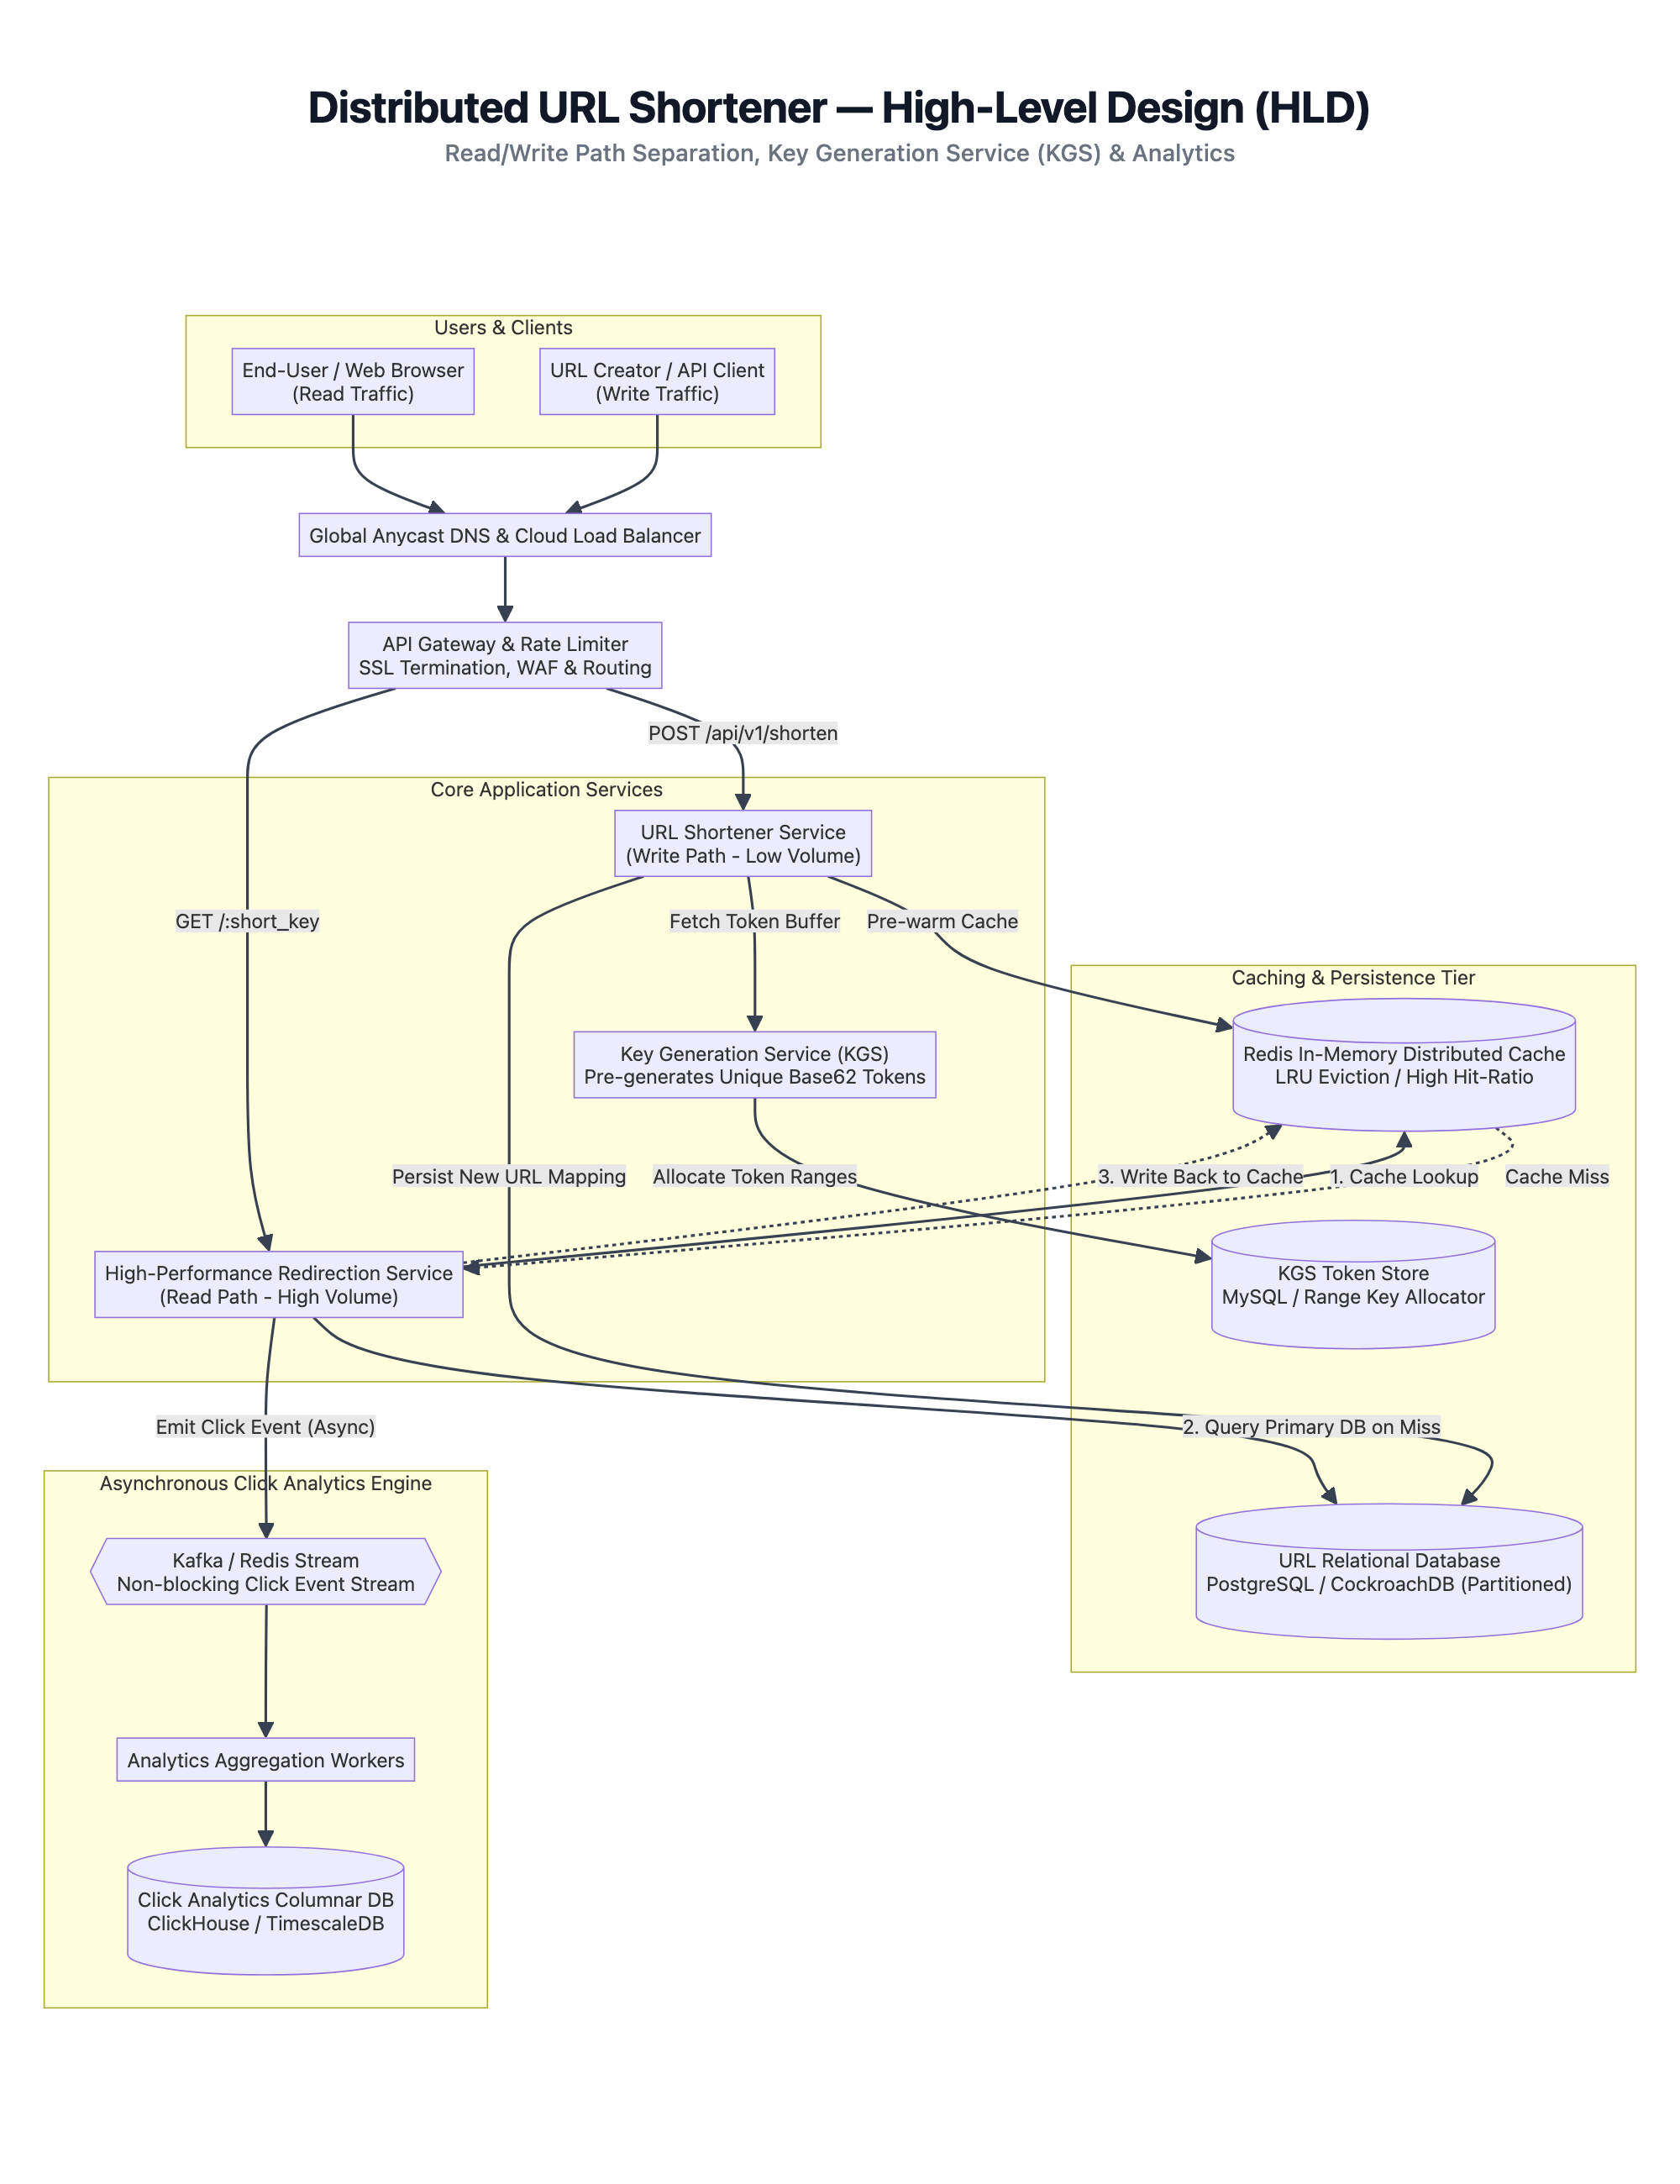 Distributed URL Shortener — High-Level Design (HLD)
Read/Write Path Separation, Key Generation Service (KGS) & Analytics
Users & Clients
End-User / Web Browser
(Read Traffic)
URL Creator / API Client
(Write Traffic)
Global Anycast DNS & Cloud Load Balancer
API Gateway & Rate Limiter
SSL Termination, WAF & Routing
POST /api/v1/shorten
Core Application Services
URL Shortener Service
(Write Path - Low Volume)
GET /:short_key
Fetch Token Buffer
Pre-warm Cache
Caching & Persistence Tier
Key Generation Service (KGS)
Pre-generates Unique Base62 Tokens
Redis In-Memory Distributed Cache
LRU Eviction / High Hit-Ratio
Persist New URL Mapping
Allocate Token Ranges
3. Write Back to Cache
1. Cache Lookup
Cache Miss
High-Performance Redirection Service
(Read Path - High Volume)
KGS Token Store
MySQL / Range Key Allocator
Emit Click Event (Async)
2. Query Primary DB on Miss
Asynchronous Click Analytics Engine
Kafka / Redis Stream
Non-blocking Click Event Stream
URL Relational Database
PostgreSQL / CockroachDB (Partitioned)
Analytics Aggregation Workers
Click Analytics Columnar DB
ClickHouse / TimescaleDB